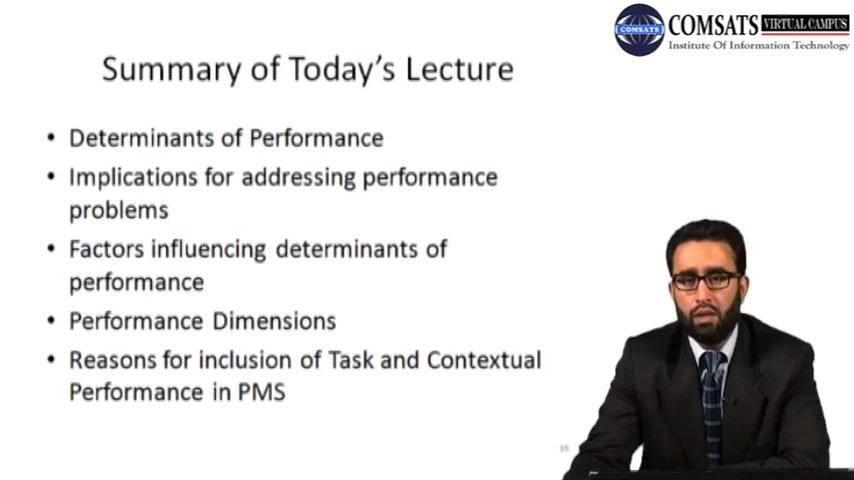 COMSATS VIRTUAL CAMPUS
COMSATS
Institute Of Information Technology
Summary of Today's Lecture
• Determinants of Performance
• Implications for addressing performance
problems
• Factors influencing determinants of
performance
• Performance Dimensions
• Reasons for inclusion of Task and Contextual
Performance in PMS